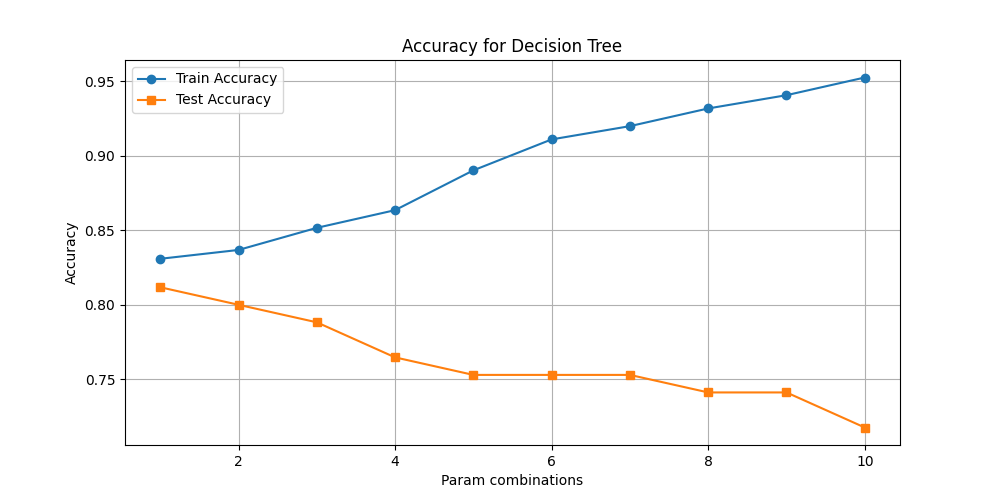 Accuracy for Decision Tree
Train Accuracy
Test Accuracy
0.95
0.90
0.85
0.80
0.75
Accuracy
2 4 6 8 10
Param combinations